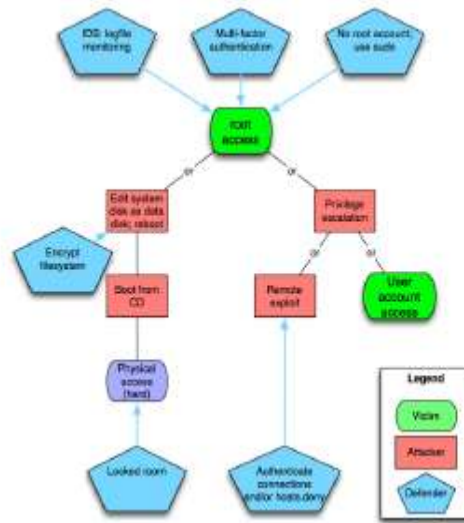 IDS: logfile
monitoring
Multi-factor
authentication
No root account,
use sudo
root
access
or
or
Edit system
disk as data
disk; reboot
Privilege
escalation
Encrypt
filesystem
or
or
Boot from
CD
Remote
exploit
User
account
access
Physical
access
(hard)
Locked room
Authenticate
connections
and/or hosts.deny
Legend
Victim
Attacker
Defender